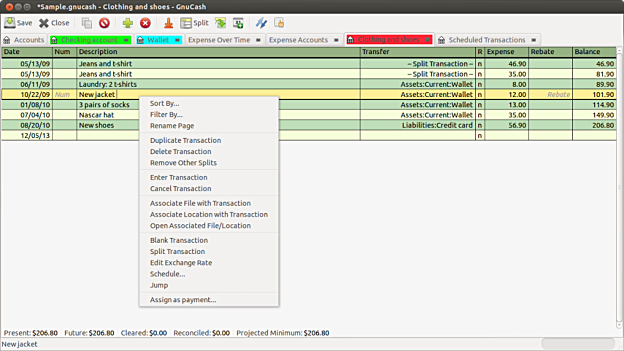 *Sample.gnucash - Clothing and shoes - GnuCash
Save Close Split
Accounts Checking account Wallet Expense Over Time Expense Accounts Clothing and shoes Scheduled Transactions
Date Num Description Transfer R Expense Rebate Balance
05/13/09 Jeans and t-shirt -- Split Transaction -- n 46.90 46.90
05/13/09 Jeans and t-shirt -- Split Transaction -- n 35.00 81.90
06/11/09 Laundry: 2 t-shirts Assets:Current:Wallet n 8.00 89.90
10/22/09 Num New jacket Assets:Current:Wallet n 12.00 Rebate 101.90
01/08/10 3 pairs of socks Assets:Current:Wallet n 13.00 114.90
07/04/10 Nascar hat Assets:Current:Wallet n 35.00 149.90
08/20/10 New shoes Liabilities:Credit card n 56.90 206.80
12/05/13 n
Sort By...
Filter By...
Rename Page
Duplicate Transaction
Delete Transaction
Remove Other Splits
Enter Transaction
Cancel Transaction
Associate File with Transaction
Associate Location with Transaction
Open Associated File/Location
Blank Transaction
Split Transaction
Edit Exchange Rate
Schedule...
Jump
Assign as payment...
Present: $206.80 Future: $206.80 Cleared: $0.00 Reconciled: $0.00 Projected Minimum: $206.80
New jacket